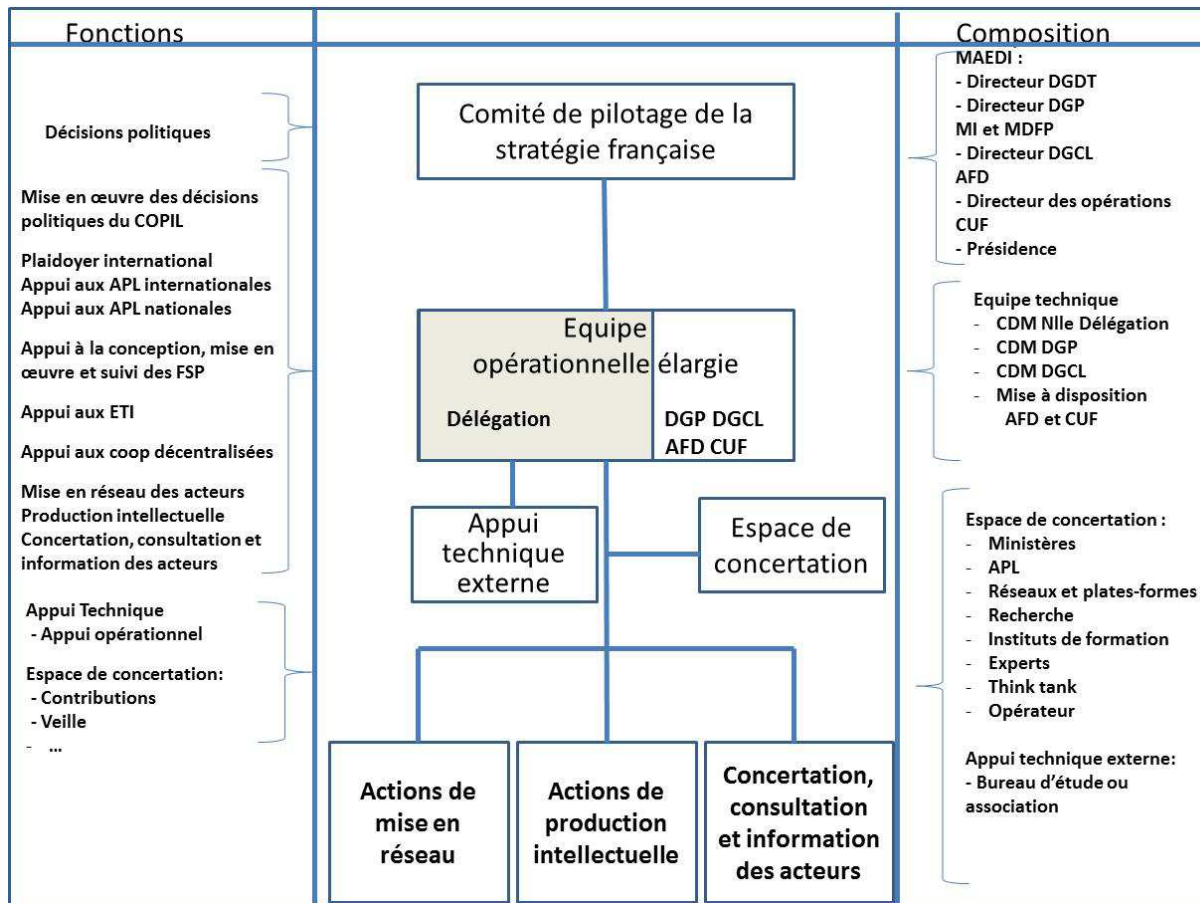 Fonctions
Décisions politiques
Mise en œuvre des décisions
politiques du COPIL
Plaidoyer international
Appui aux APL internationales
Appui aux APL nationales
Appui à la conception, mise en
œuvre et suivi des FSP
Appui aux ETI
Appui aux coop décentralisées
Mise en réseau des acteurs
Production intellectuelle
Concertation, consultation et
information des acteurs
Appui Technique
- Appui opérationnel
Espace de concertation:
- Contributions
- Veille
- ...
Comité de pilotage de la
stratégie française
Equipe
opérationnelle élargie
Délégation
DGP DGCL
AFD CUF
Appui
technique
externe
Espace de
concertation
Actions de
mise en
réseau
Actions de
production
intellectuelle
Concertation,
consultation
et information
des acteurs
Composition
MAEDI :
- Directeur DGDT
- Directeur DGP
MI et MDFP
- Directeur DGCL
AFD
- Directeur des opérations
CUF
- Présidence
Equipe technique
- CDM Nlle Délégation
- CDM DGP
- CDM DGCL
- Mise à disposition
AFD et CUF
Espace de concertation :
- Ministères
- APL
- Réseaux et plates-formes
- Recherche
- Instituts de formation
- Experts
- Think tank
- Opérateur
Appui technique externe:
- Bureau d'étude ou
association